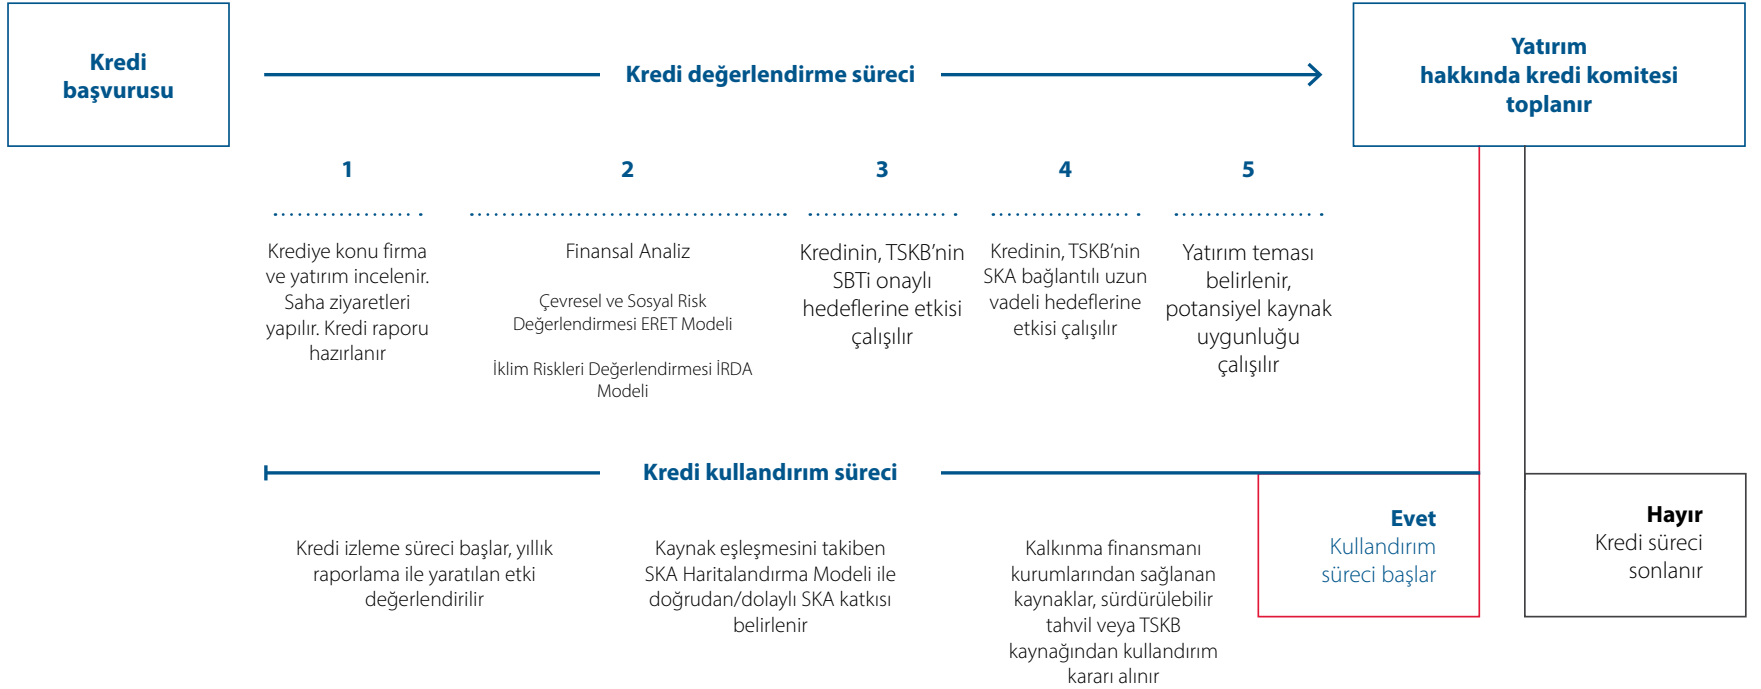 Kredi
başvurusu
Kredi değerlendirme süreci
Yatırım
hakkında kredi komitesi
toplanır
1
Krediye konu firma
ve yatırım incelenir.
Saha ziyaretleri
yapılır. Kredi raporu
hazırlanır
2
Finansal Analiz
Çevresel ve Sosyal Risk
Değerlendirmesi ERET Modeli
İklim Riskleri Değerlendirmesi İRDA
Modeli
3
Kredinin, TSKB’nin
SBTi onaylı
hedeflerine etkisi
çalışılır
4
Kredinin, TSKB’nin
SKA bağlantılı uzun
vadeli hedeflerine
etkisi çalışılır
5
Yatırım teması
belirlenir,
potansiyel kaynak
uygunluğu
çalışılır
Kredi kullandırım süreci
Evet
Kullandırım
süreci başlar
Hayır
Kredi süreci
sonlanır
Kredi izleme süreci başlar, yıllık
raporlama ile yaratılan etki
değerlendirilir
Kaynak eşleşmesini takiben
SKA Haritalandırma Modeli ile
doğrudan/dolaylı SKA katkısı
belirlenir
Kalkınma finansmanı
kurumlarından sağlanan
kaynaklar, sürdürülebilir
tahvil veya TSKB
kaynağından kullandırım
kararı alınır